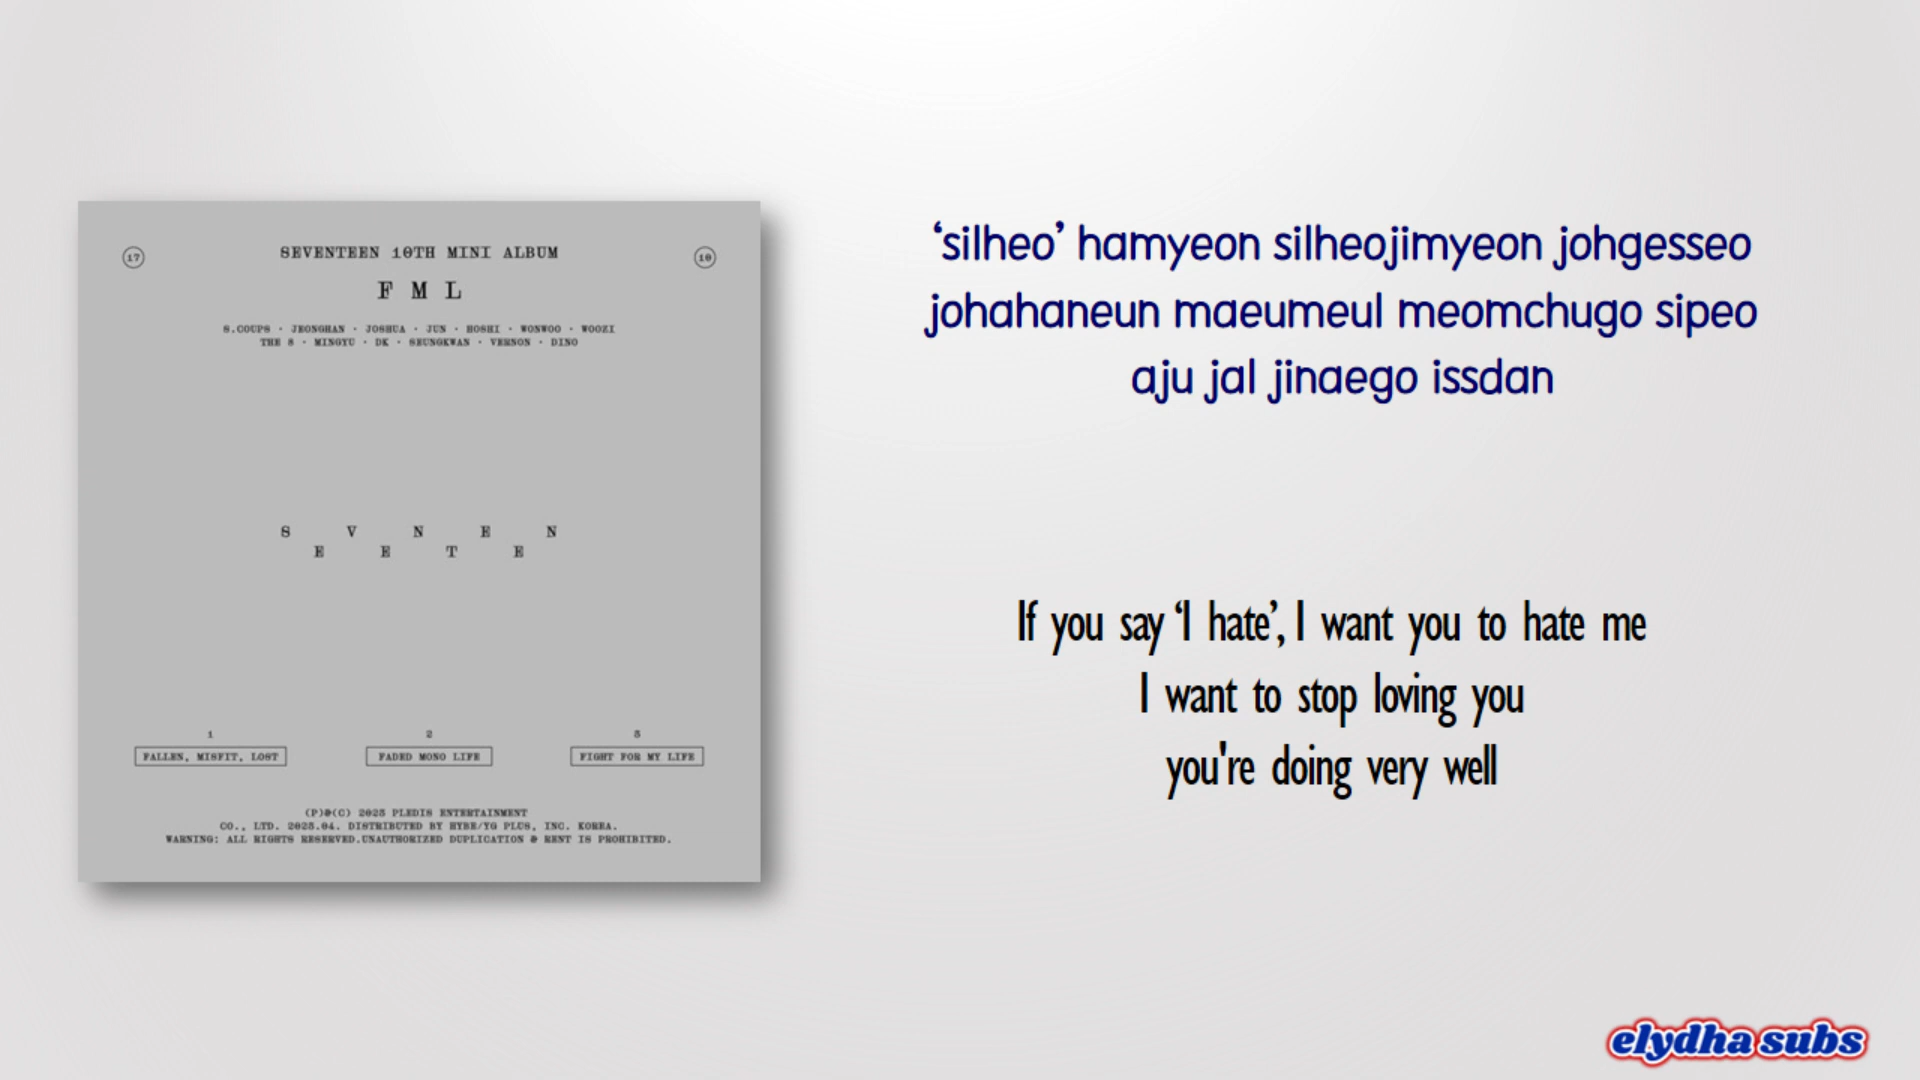 17
SEVENTEEN 10TH MINI ALBUM
10
F M L
S.COUPS · JEONGHAN · JOSHUA · JUN · HOSHI · WONWOO · WOOZI
THE 8 · MINGYU · DK · SEUNGKWAN · VERNON · DINO
S V N E N
E E T E
1 2 3
FALLEN, MISFIT, LOST FADED MONO LIFE FIGHT FOR MY LIFE
(P)&(C) 2023 PLEDIS ENTERTAINMENT
CO., LTD. 2023.04. DISTRIBUTED BY HYBE/YG PLUS, INC. KOREA.
WARNING: ALL RIGHTS RESERVED.UNAUTHORIZED DUPLICATION & RENT IS PROHIBITED.
‘silheo’ hamyeon silheojimyeon johgesseo
johahaneun maeumeul meomchugo sipeo
aju jal jinaego issdan
If you say ‘I hate’, I want you to hate me
I want to stop loving you
you're doing very well
elydha subs